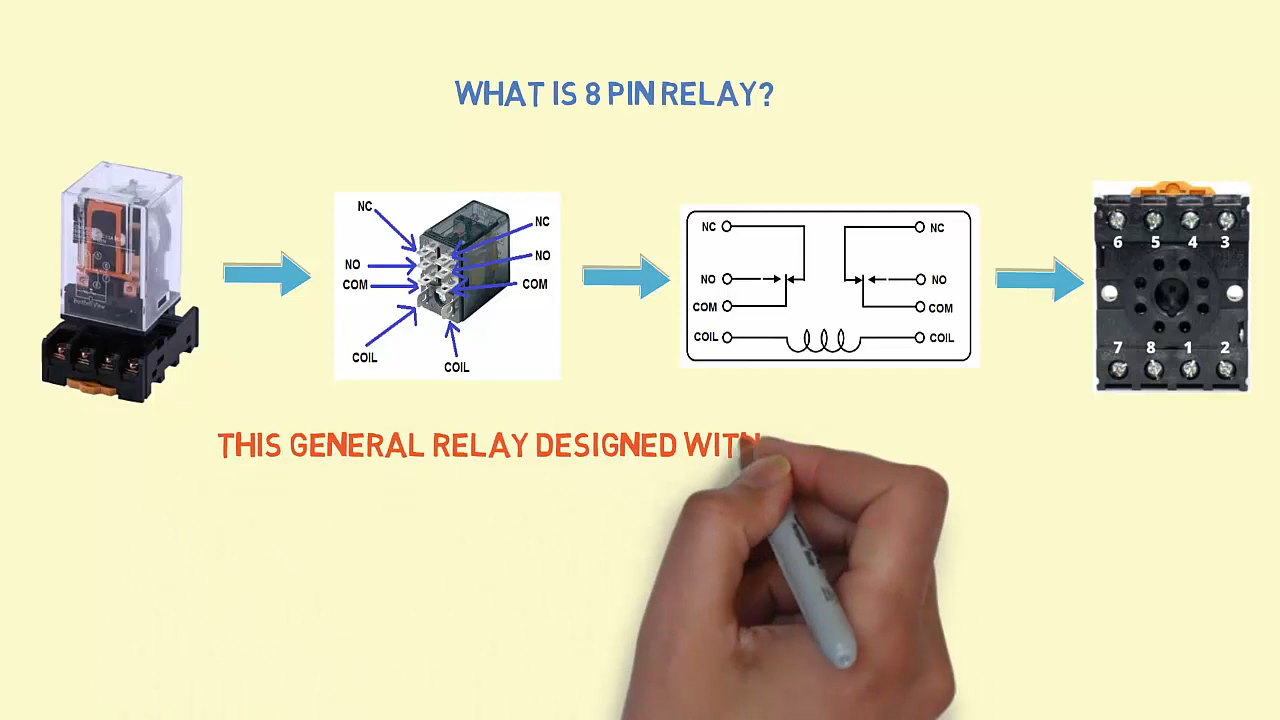 WHAT IS 8 PIN RELAY?
NC
NC
NO
NO
COM
COM
COIL
COIL
NC
NC
NO
NO
COM
COM
COIL
COIL
6 5 4 3
7 8 1 2
THIS GENERAL RELAY DESIGNED WITH